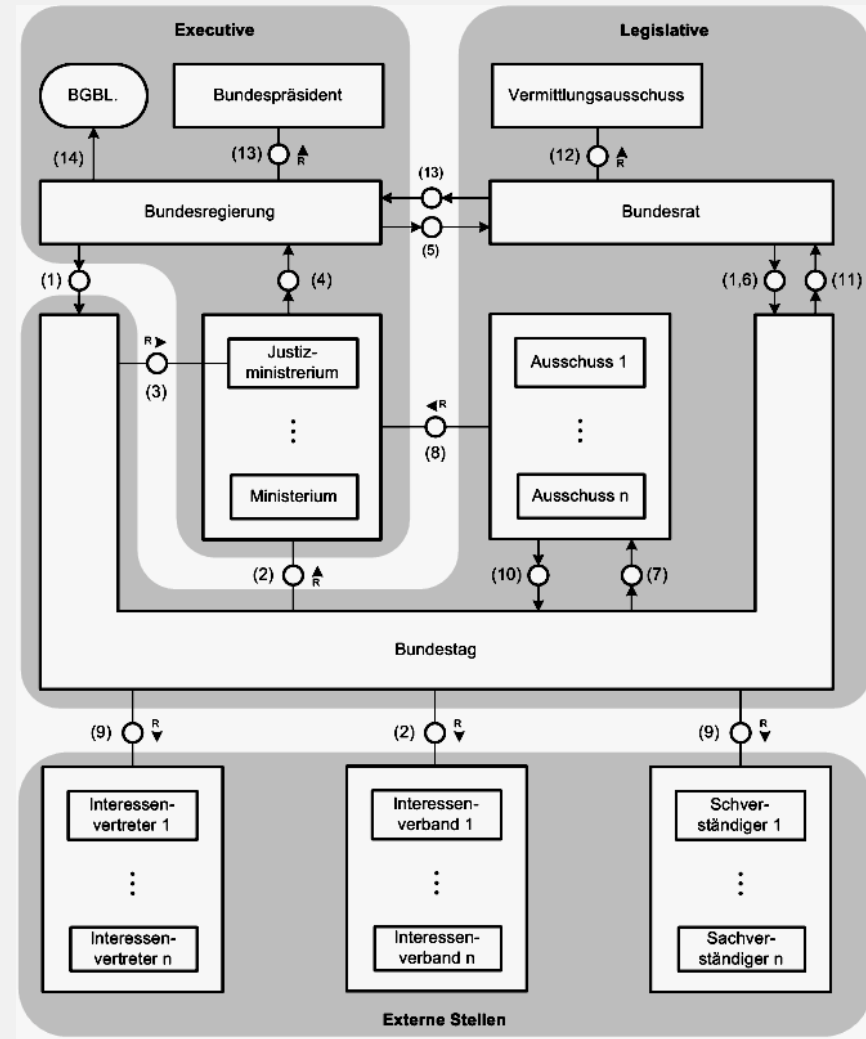 Executive
Legislative
BGBL.
Bundespräsident
Vermittlungsausschuss
(14)
(13)
R
(12)
R
(13)
Bundesregierung
Bundesrat
(5)
(1)
(4)
(1,6)
(11)
R
Justiz-
ministrerium
(3)
Ausschuss 1
R
(8)
Ministerium
Ausschuss n
(2)
R
(10)
(7)
Bundestag
(9)
R
(2)
R
(9)
R
Interessen-
vertreter 1
Interessen-
verband 1
Schver-
ständiger 1
Interessen-
vertreter n
Interessen-
verband n
Sachver-
ständiger n
Externe Stellen